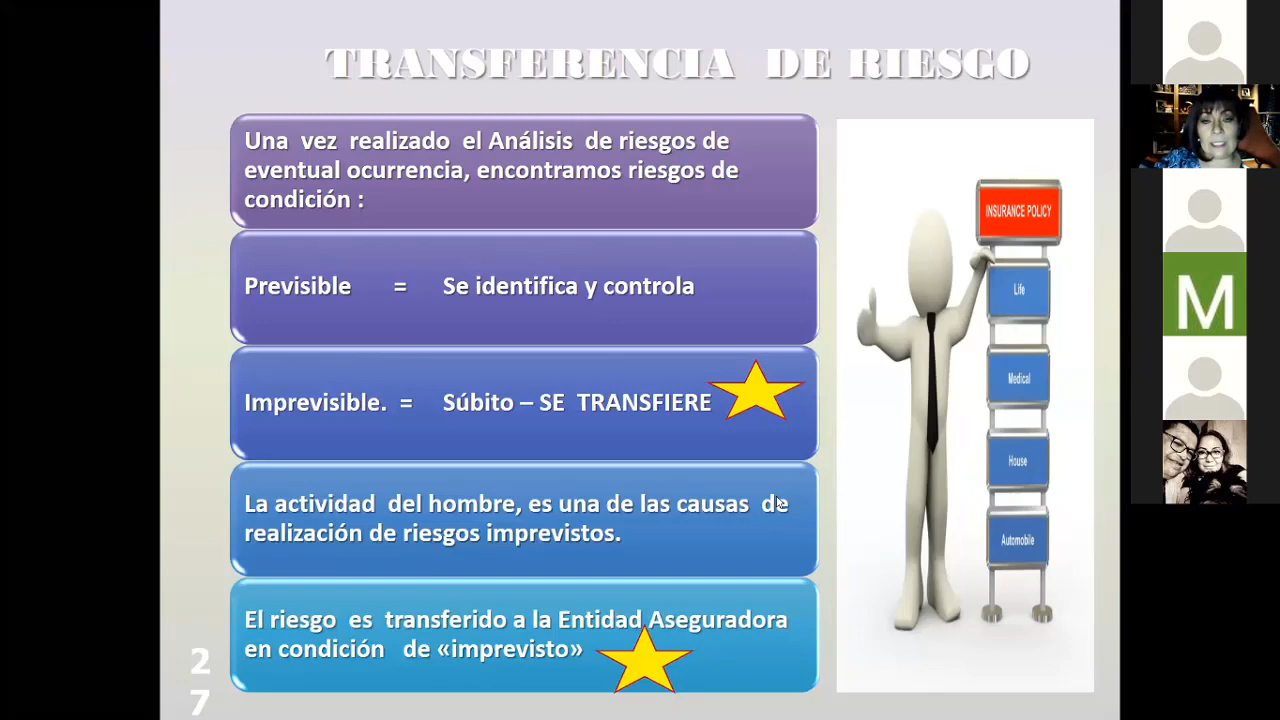 TRANSFERENCIA DE RIESGO
Una vez realizado el Análisis de riesgos de
eventual ocurrencia, encontramos riesgos de
condición :
Previsible = Se identifica y controla
Imprevisible. = Súbito – SE TRANSFIERE
La actividad del hombre, es una de las causas de
realización de riesgos imprevistos.
El riesgo es transferido a la Entidad Aseguradora
en condición de «imprevisto»
2
7
INSURANCE POLICY
Life
Medical
House
Automobile
M